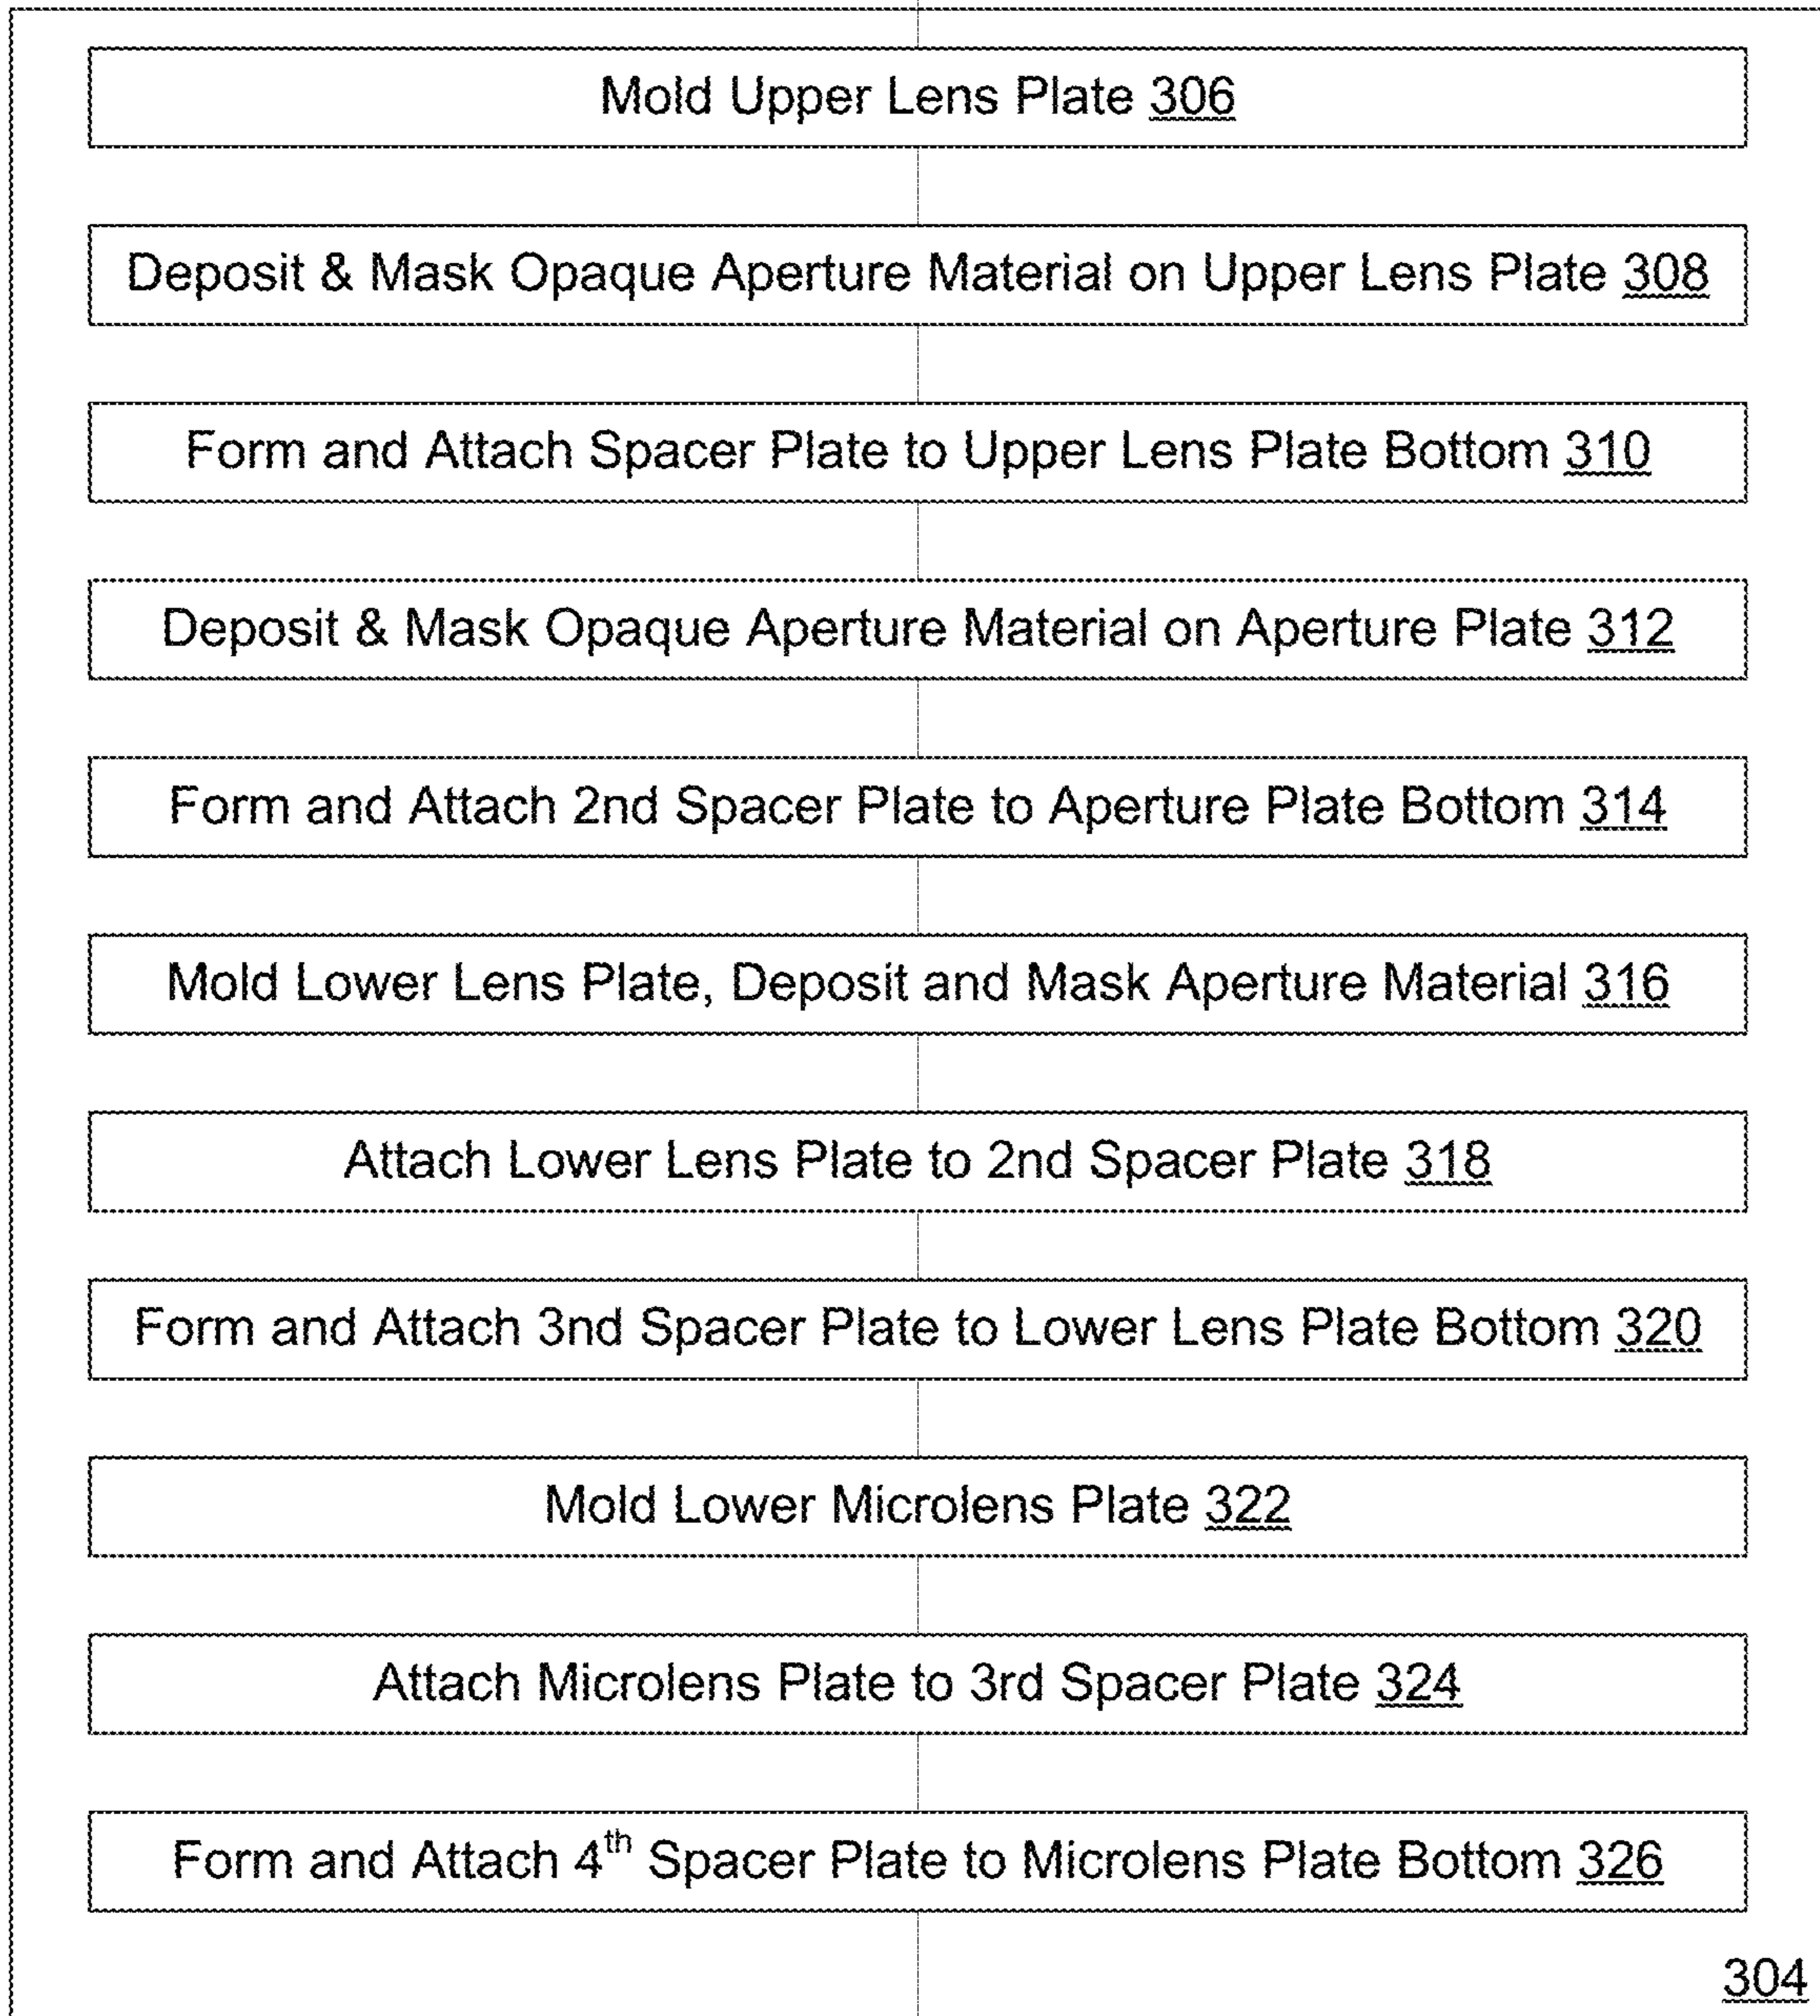 Mold Upper Lens Plate 306
Deposit & Mask Opaque Aperture Material on Upper Lens Plate 308
Form and Attach Spacer Plate to Upper Lens Plate Bottom 310
Deposit & Mask Opaque Aperture Material on Aperture Plate 312
Form and Attach 2nd Spacer Plate to Aperture Plate Bottom 314
Mold Lower Lens Plate, Deposit and Mask Aperture Material 316
Attach Lower Lens Plate to 2nd Spacer Plate 318
Form and Attach 3nd Spacer Plate to Lower Lens Plate Bottom 320
Mold Lower Microlens Plate 322
Attach Microlens Plate to 3rd Spacer Plate 324
Form and Attach 4th Spacer Plate to Microlens Plate Bottom 326
304